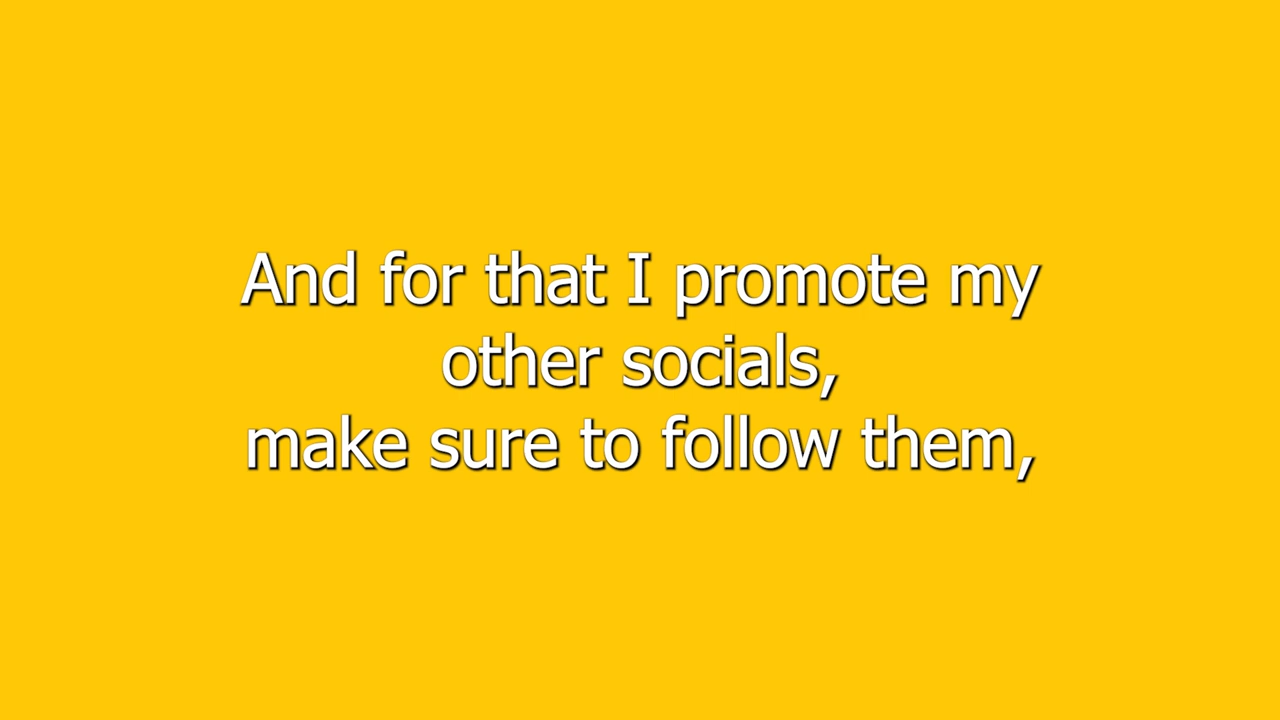 And for that I promote my
other socials,
make sure to follow them,